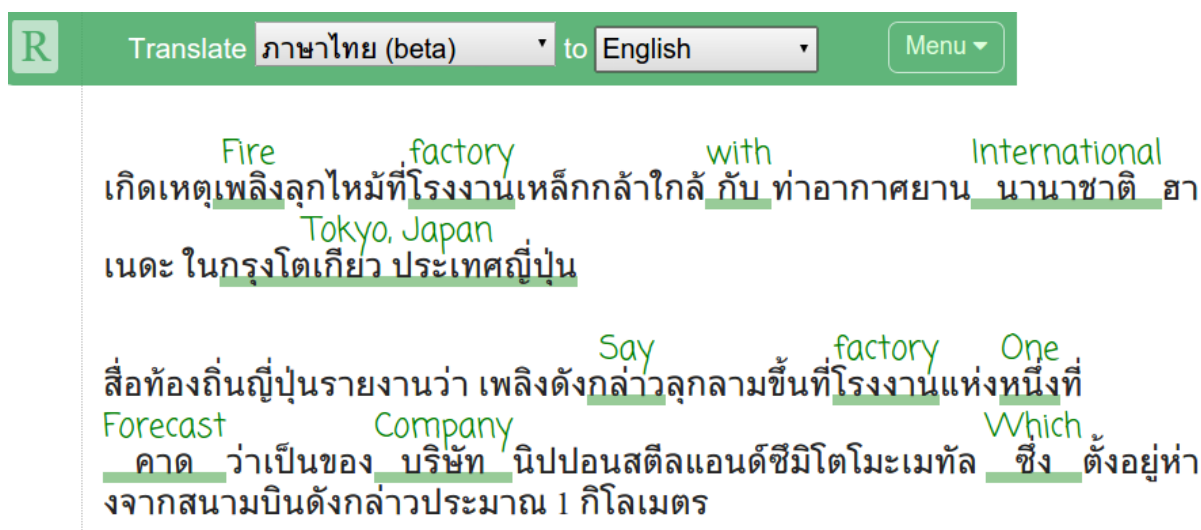 R Translate ภาษาไทย (beta) to English Menu
Fire factory with International
เกิดเหตุเพลิงลุกไหม้ที่โรงงานเหล็กกล้าใกล้ กับ ท่าอากาศยาน นานาชาติ ฮา
Tokyo, Japan
เนดะ ในกรุงโตเกียว ประเทศญี่ปุ่น
Say factory One
สื่อท้องถิ่นญี่ปุ่นรายงานว่า เพลิงดังกล่าวลุกลามขึ้นที่โรงงานแห่งหนึ่งที่
Forecast Company Which
คาด ว่าเป็นของ บริษัท นิปปอนสตีลแอนด์ซึมิโตโมะเมทัล ซึ่ง ตั้งอยู่ห่า
งจากสนามบินดังกล่าวประมาณ 1 กิโลเมตร